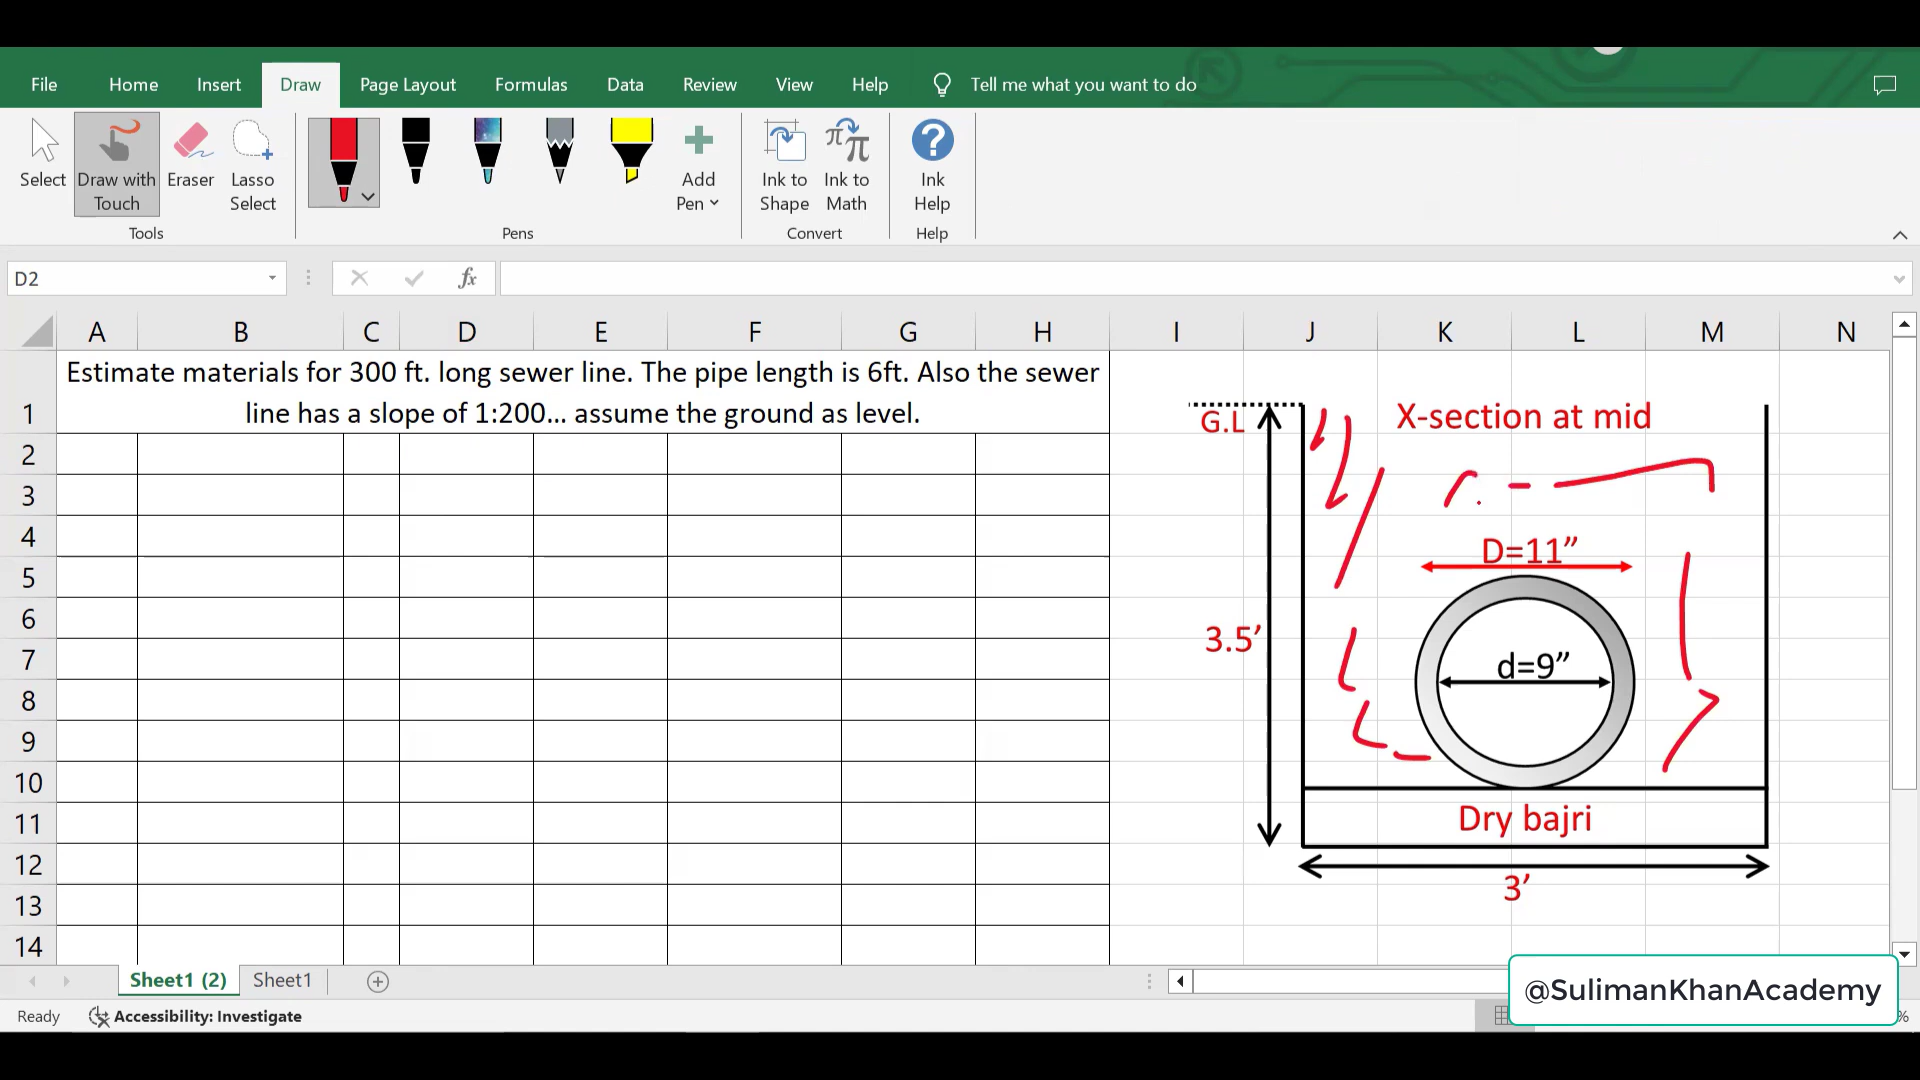 File Home Insert Draw Page Layout Formulas Data Review View Help Tell me what you want to do
Select Draw with Touch Eraser Lasso Select Add Pen Ink to Shape Ink to Math Ink Help
Tools Pens Convert Help
D2 fx
A B C D E F G H I J K L M N
1 Estimate materials for 300 ft. long sewer line. The pipe length is 6ft. Also the sewer
line has a slope of 1:200... assume the ground as level.
2
3
4
5
6
7
8
9
10
11
12
13
14
G.L
X-section at mid
D=11”
3.5’
d=9”
Dry bajri
3’
Sheet1 (2) Sheet1
@SulimanKhanAcademy
Ready Accessibility: Investigate %